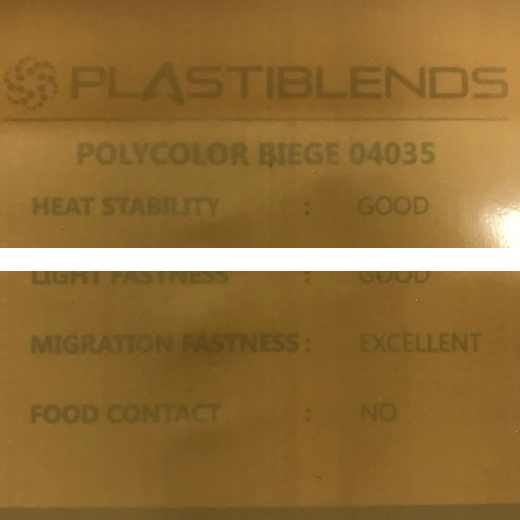 PLASTIBLENDS
POLYCOLOR BIEGE 04035
HEAT STABILITY : GOOD
LIGHT FASTNESS : GOOD
MIGRATION FASTNESS : EXCELLENT
FOOD CONTACT : NO